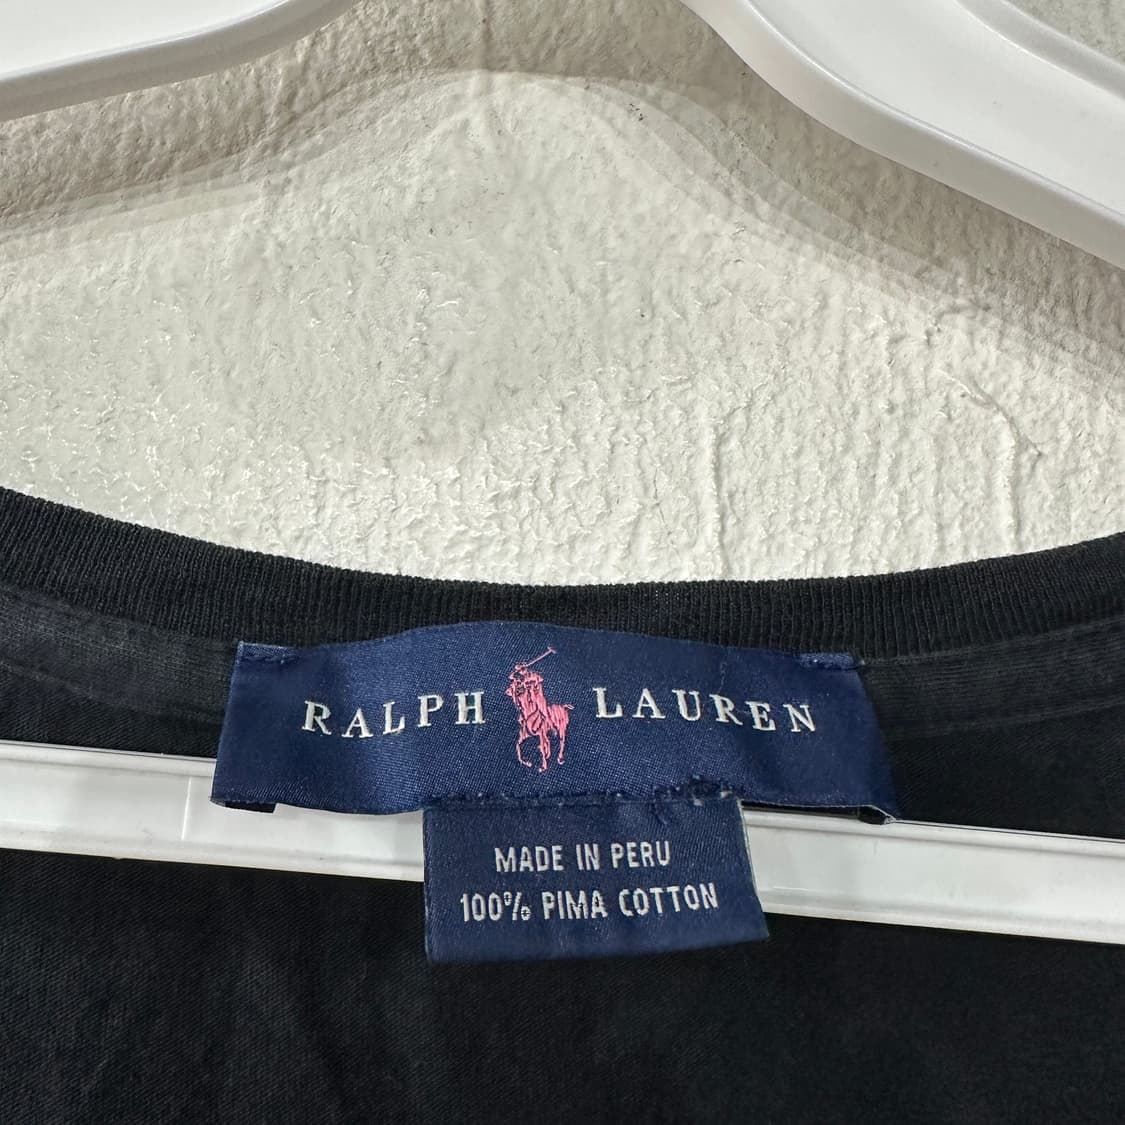 RALPH LAUREN
MADE IN PERU
100% PIMA COTTON